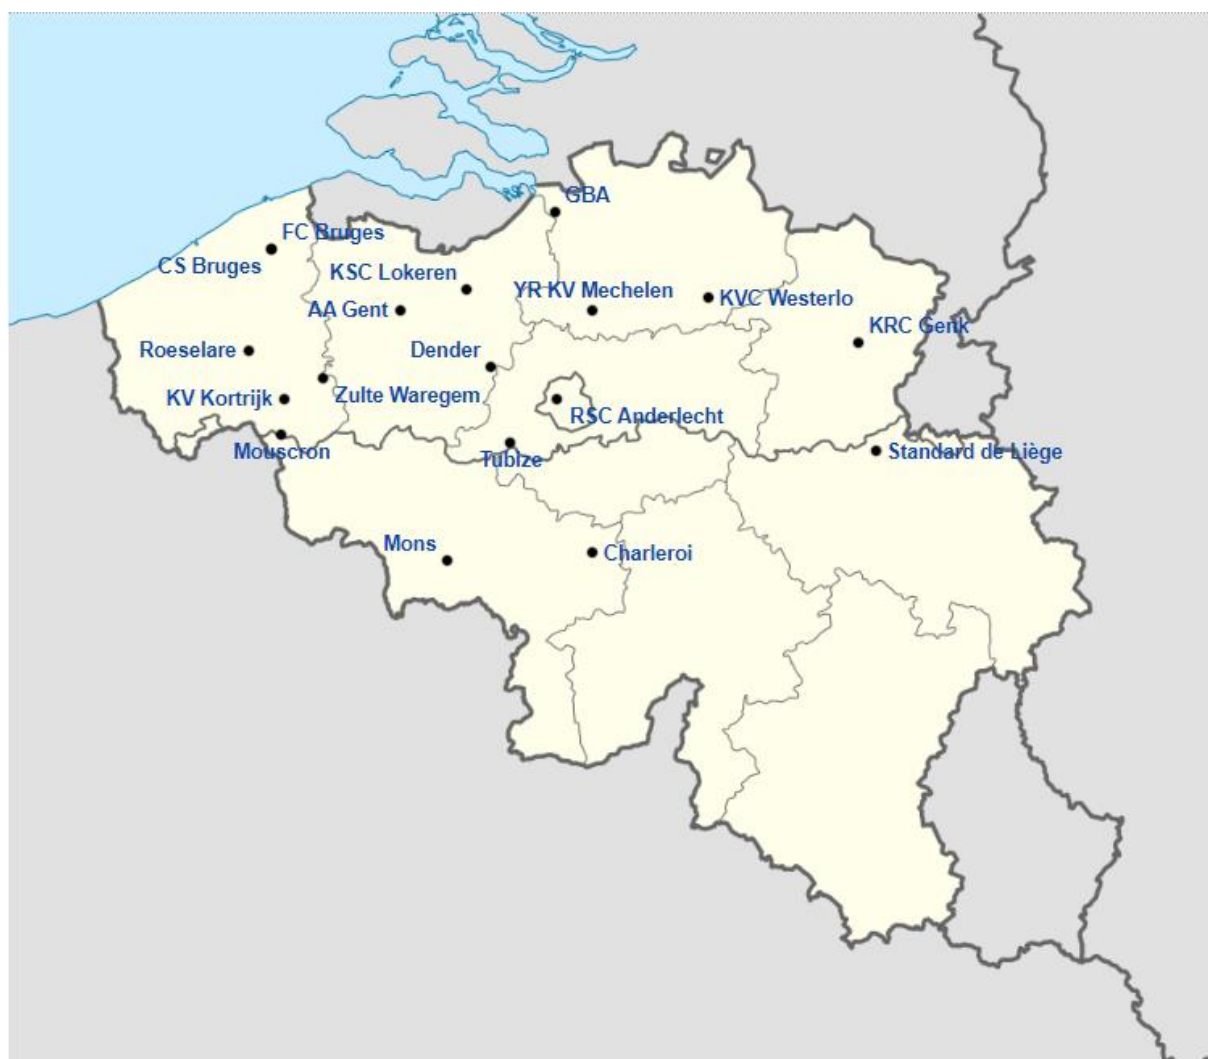 GBA
FC Bruges
CS Bruges
KSC Lokeren
YR KV Mechelen
KVC Westerlo
AA Gent
KRC Genk
Roeselare
Dender
KV Kortrijk
Zulte Waregem
RSC Anderlecht
Mouscron
Tubize
Standard de Liège
Mons
Charleroi